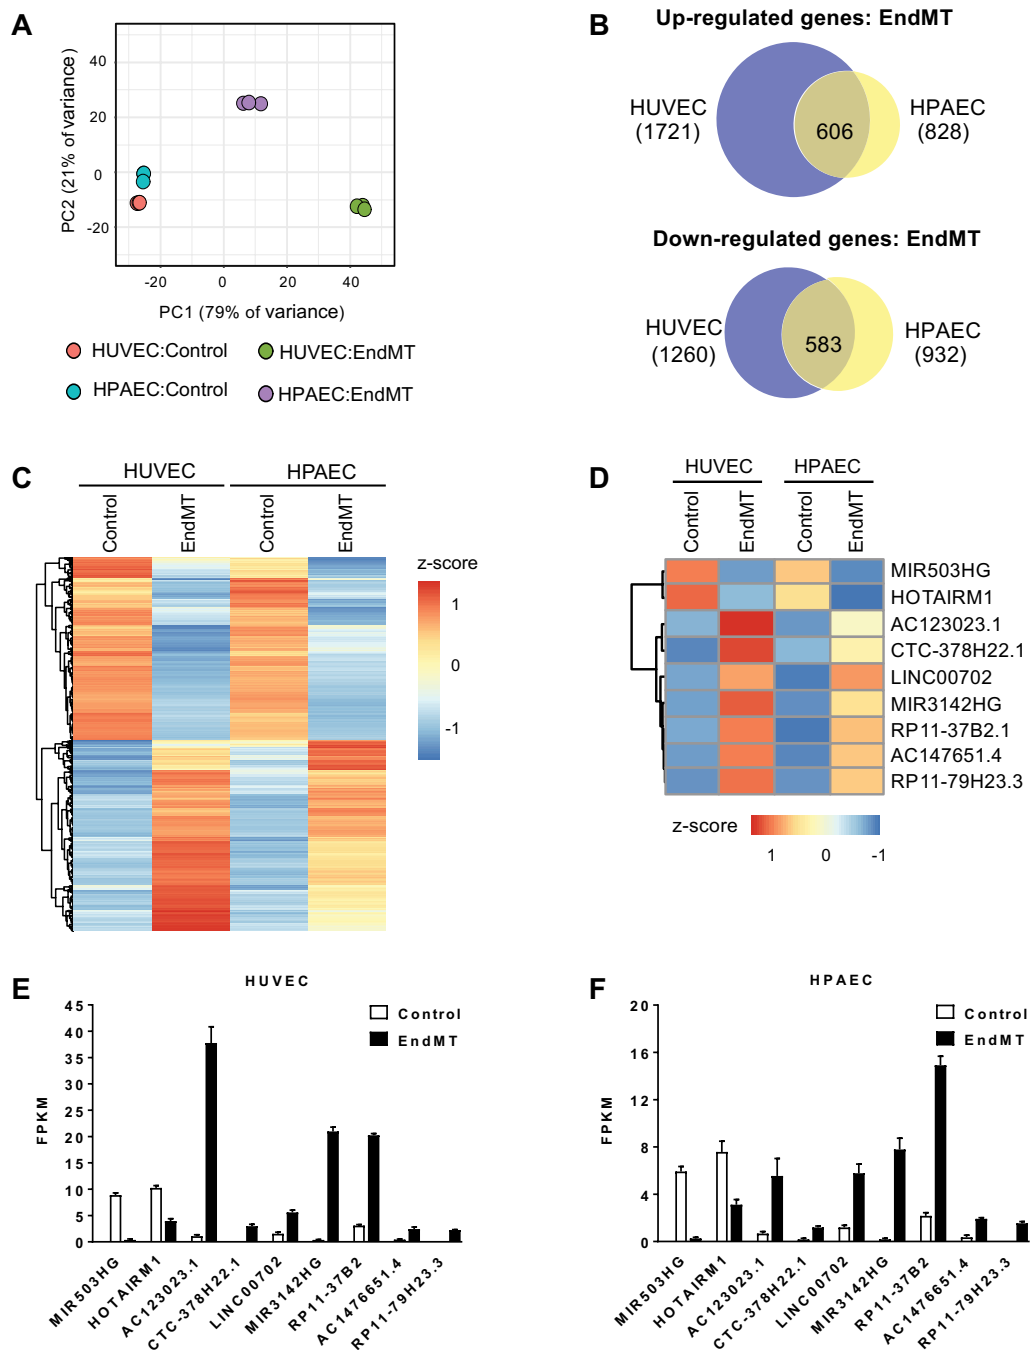 A
PC2 (21% of variance)
40
20
0
-20
-20
0
20
40
PC1 (79% of variance)
HUVEC:Control
HUVEC:EndMT
HPAEC:Control
HPAEC:EndMT
B
Up-regulated genes: EndMT
HUVEC
(1721)
606
HPAEC
(828)
Down-regulated genes: EndMT
HUVEC
(1260)
583
HPAEC
(932)
C
HUVEC
HPAEC
Control
EndMT
Control
EndMT
z-score
1
0
-1
D
HUVEC
HPAEC
Control
EndMT
Control
EndMT
MIR503HG
HOTAIRM1
AC123023.1
CTC-378H22.1
LINC00702
MIR3142HG
RP11-37B2.1
AC147651.4
RP11-79H23.3
z-score
1
0
-1
E
HUVEC
Control
EndMT
FPKM
45
40
35
30
25
20
15
10
5
0
MIR503HG
HOTAIRM1
AC123023.1
CTC-378H22.1
LINC00702
MIR3142HG
RP11-37B2
AC1476651.4
RP11-79H23.3
F
HPAEC
Control
EndMT
FPKM
20
16
12
8
4
0
MIR503HG
HOTAIRM1
AC123023.1
CTC-378H22.1
LINC00702
MIR3142HG
RP11-37B2
AC1476651.4
RP11-79H23.3